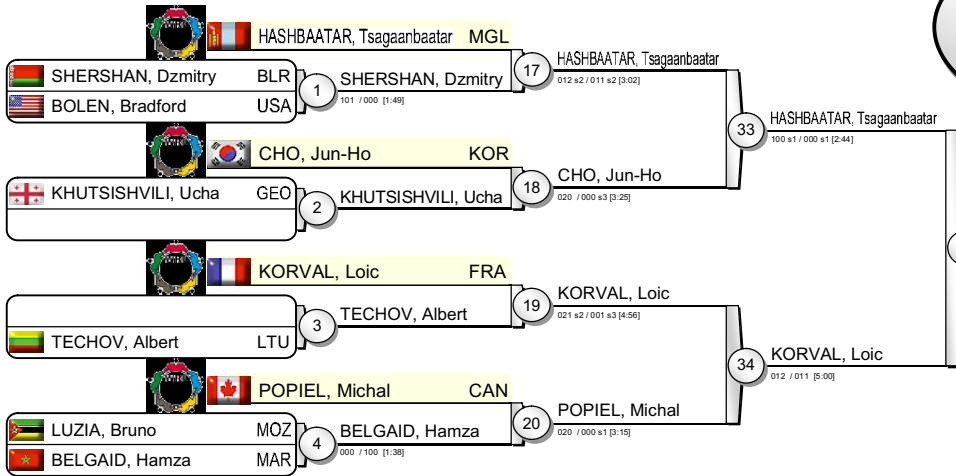 HASHBAATAR, Tsagaanbaatar MGL
SHERSHAN, Dzmitry BLR
BOLEN, Bradford USA
1
SHERSHAN, Dzmitry
101 / 000 [1:49]
17
HASHBAATAR, Tsagaanbaatar
012 s2 / 011 s2 [3:02]
CHO, Jun-Ho KOR
KHUTSISHVILI, Ucha GEO
2
KHUTSISHVILI, Ucha
18
CHO, Jun-Ho
020 / 000 s3 [3:25]
33
HASHBAATAR, Tsagaanbaatar
100 s1 / 000 s1 [2:44]
KORVAL, Loic FRA
TECHOV, Albert LTU
3
TECHOV, Albert
19
KORVAL, Loic
021 s2 / 001 s3 [4:56]
POPIEL, Michal CAN
LUZIA, Bruno MOZ
BELGAID, Hamza MAR
4
BELGAID, Hamza
000 / 100 [1:38]
20
POPIEL, Michal
020 / 000 s1 [3:15]
34
KORVAL, Loic
012 / 011 [5:00]